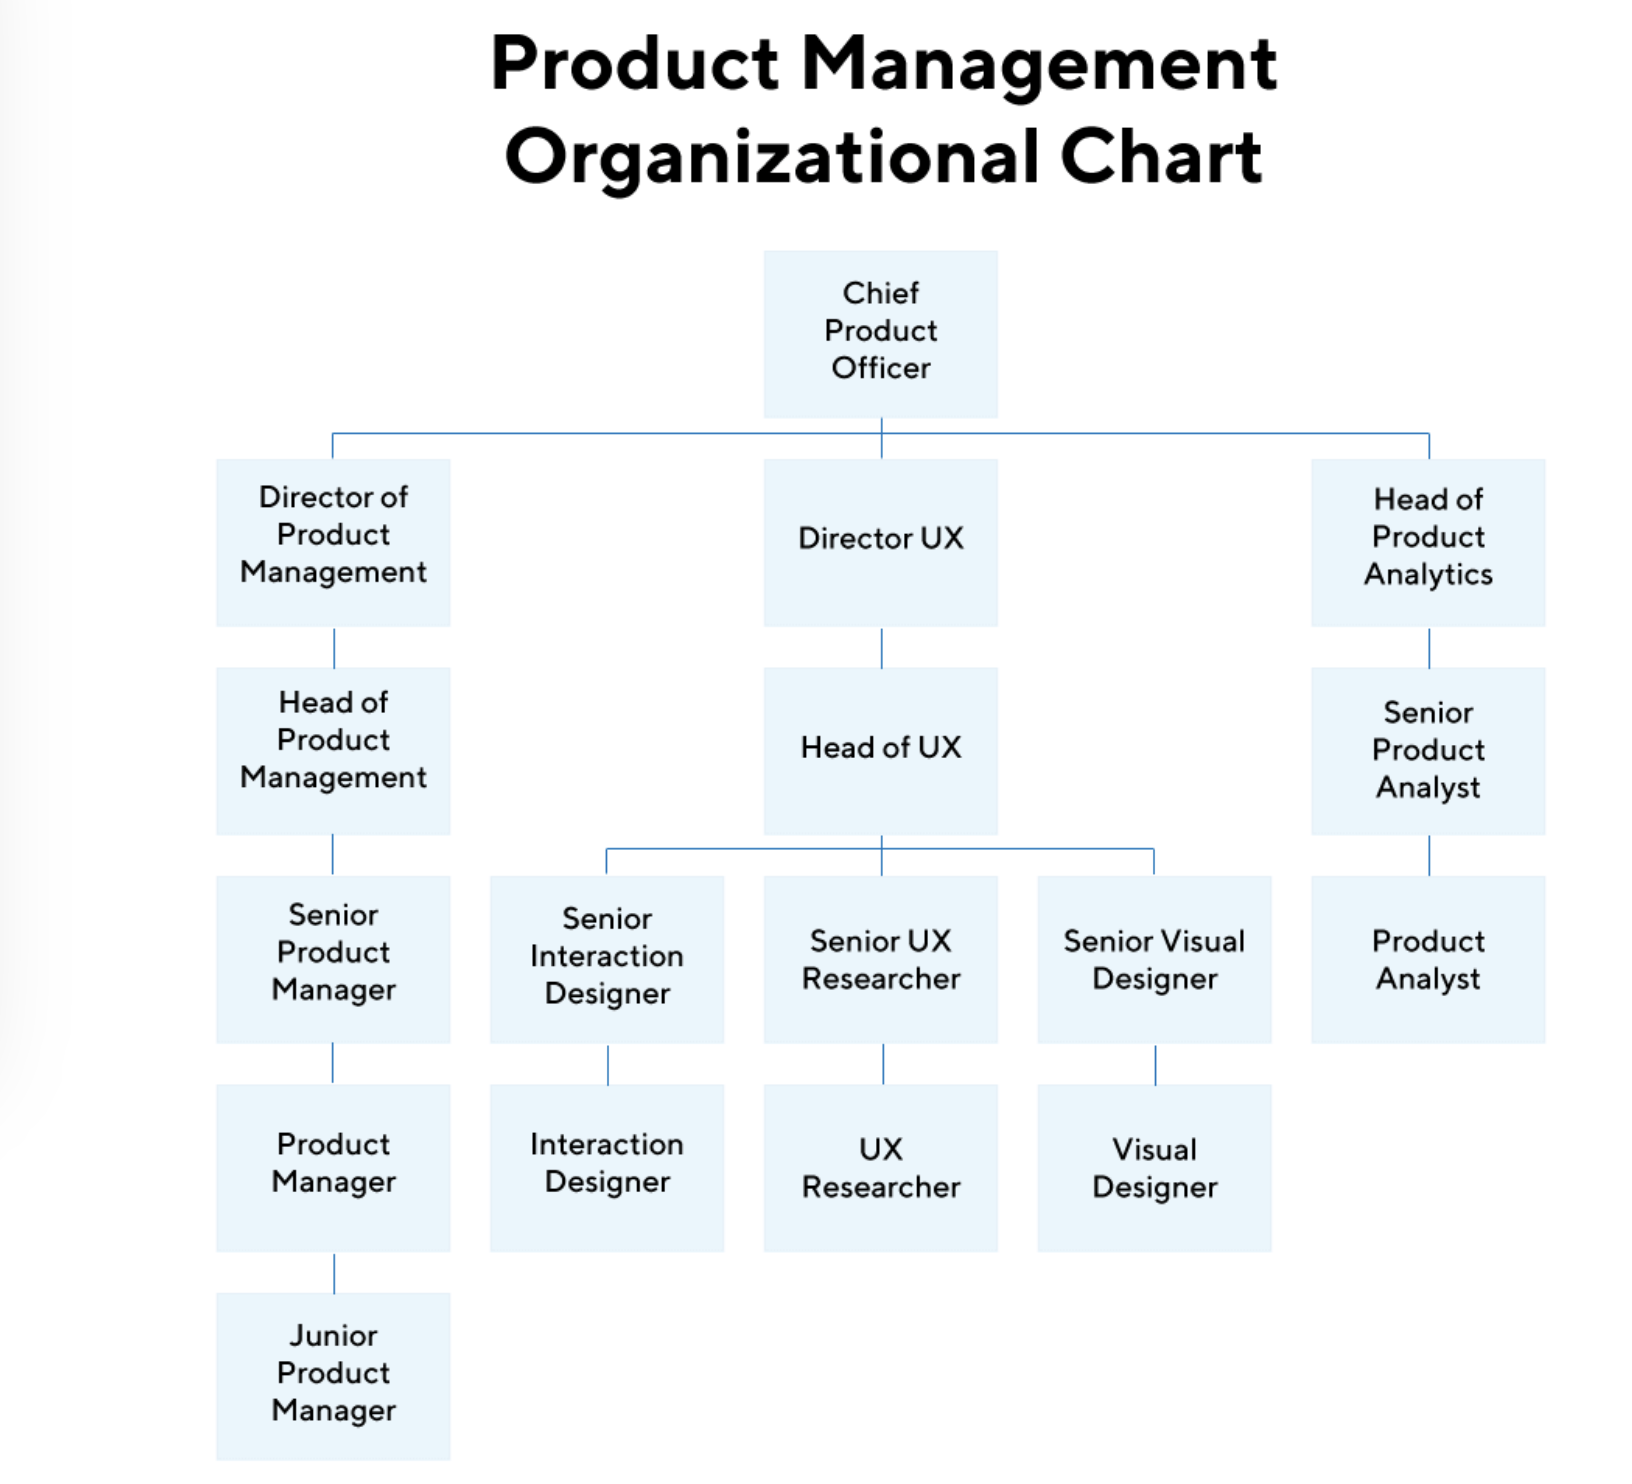 Product Management
Organizational Chart
Chief
Product
Officer
Director of
Product
Management
Director UX
Head of
Product
Analytics
Head of
Product
Management
Head of UX
Senior
Product
Analyst
Senior
Product
Manager
Senior
Interaction
Designer
Senior UX
Researcher
Senior Visual
Designer
Product
Analyst
Product
Manager
Interaction
Designer
UX
Researcher
Visual
Designer
Junior
Product
Manager